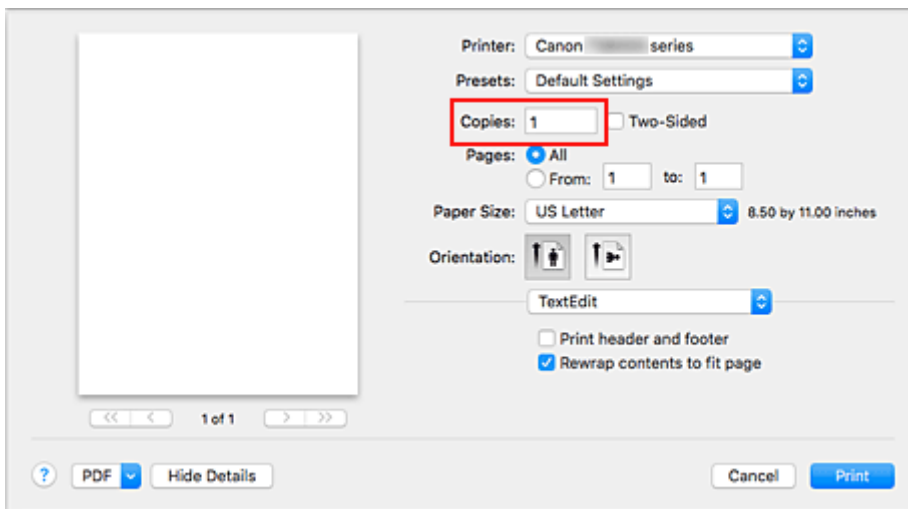 Printer: Canon series
Presets: Default Settings
Copies: 1 Two-Sided
Pages: All
From: 1 to: 1
Paper Size: US Letter 8.50 by 11.00 inches
Orientation:
TextEdit
Print header and footer
Rewrap contents to fit page
<< < 1 of 1 > >>
? PDF Hide Details Cancel Print